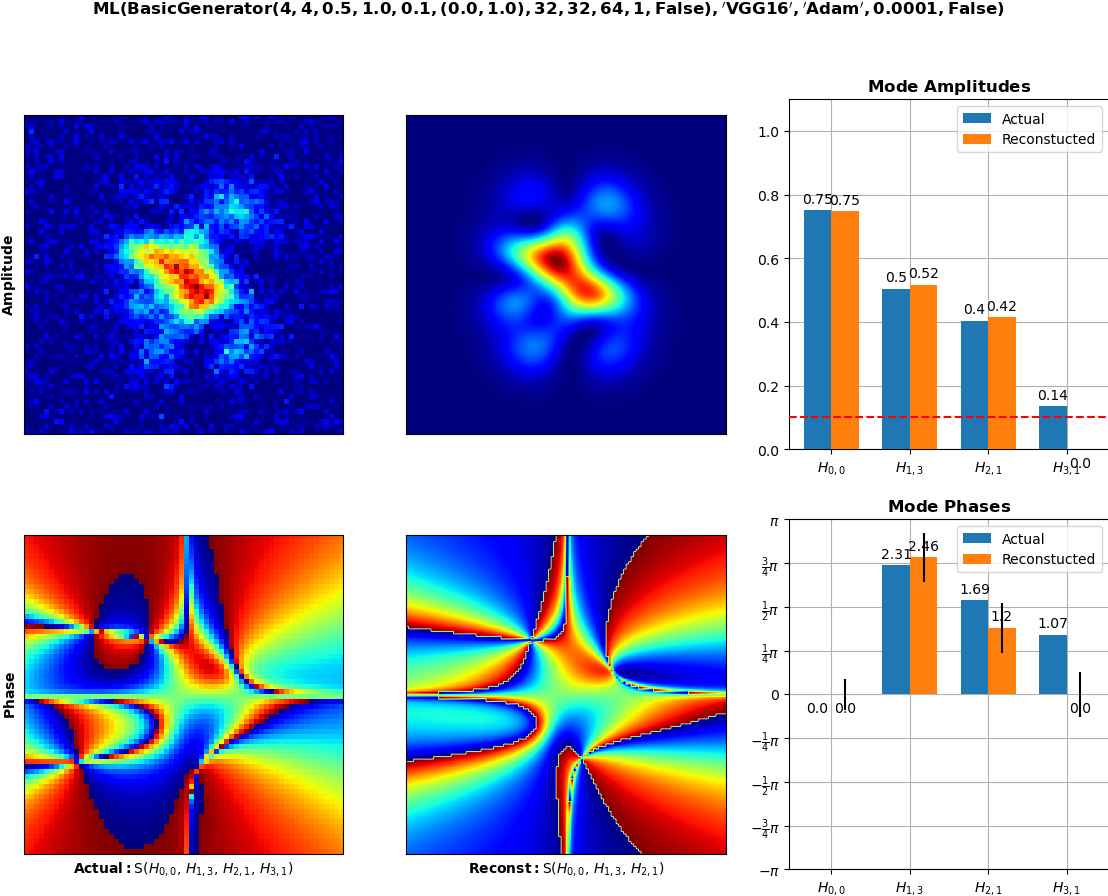 ML(BasicGenerator(4, 4, 0.5, 1.0, 0.1, (0.0, 1.0), 32, 32, 64, 1, False), ′VGG16′, ′Adam′, 0.0001, False)
Amplitude
Mode Amplitudes
Actual
Reconstucted
1.0
0.8
0.6
0.4
0.2
0.0
0.75
0.75
0.5
0.52
0.4
0.42
0.14
0.0
H0,0
H1,3
H2,1
H3,1
Phase
Actual: S(H0,0, H1,3, H2,1, H3,1)
Reconst: S(H0,0, H1,3, H2,1)
Mode Phases
Actual
Reconstucted
π
3/4π
1/2π
1/4π
0
−1/4π
−1/2π
−3/4π
−π
0.0
0.0
2.31
2.46
1.69
1.2
1.07
0.0
H0,0
H1,3
H2,1
H3,1